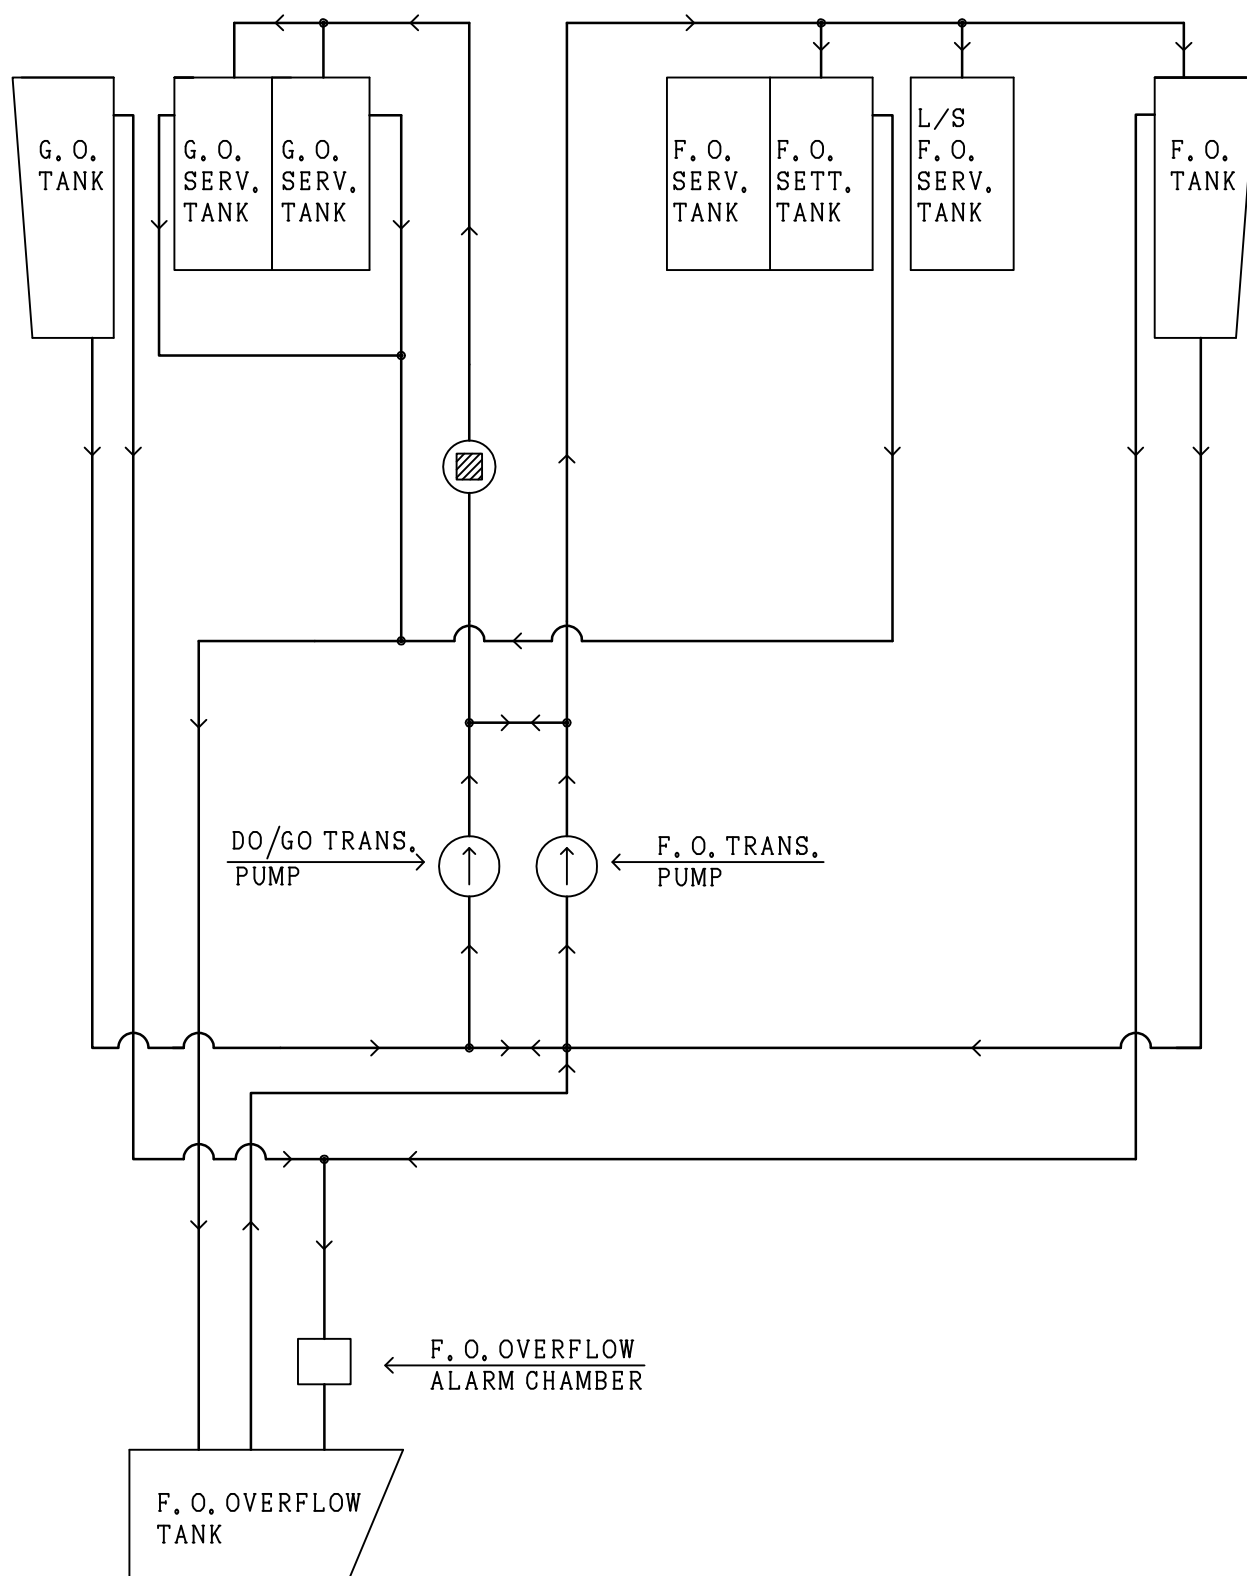 G. O.
TANK
G. O.
SERV.
TANK
G. O.
SERV.
TANK
F. O.
SERV.
TANK
F. O.
SETT.
TANK
L/S
F. O.
SERV.
TANK
F. O.
TANK
DO/GO TRANS.
PUMP
F. O. TRANS.
PUMP
F. O. OVERFLOW
ALARM CHAMBER
F. O. OVERFLOW
TANK